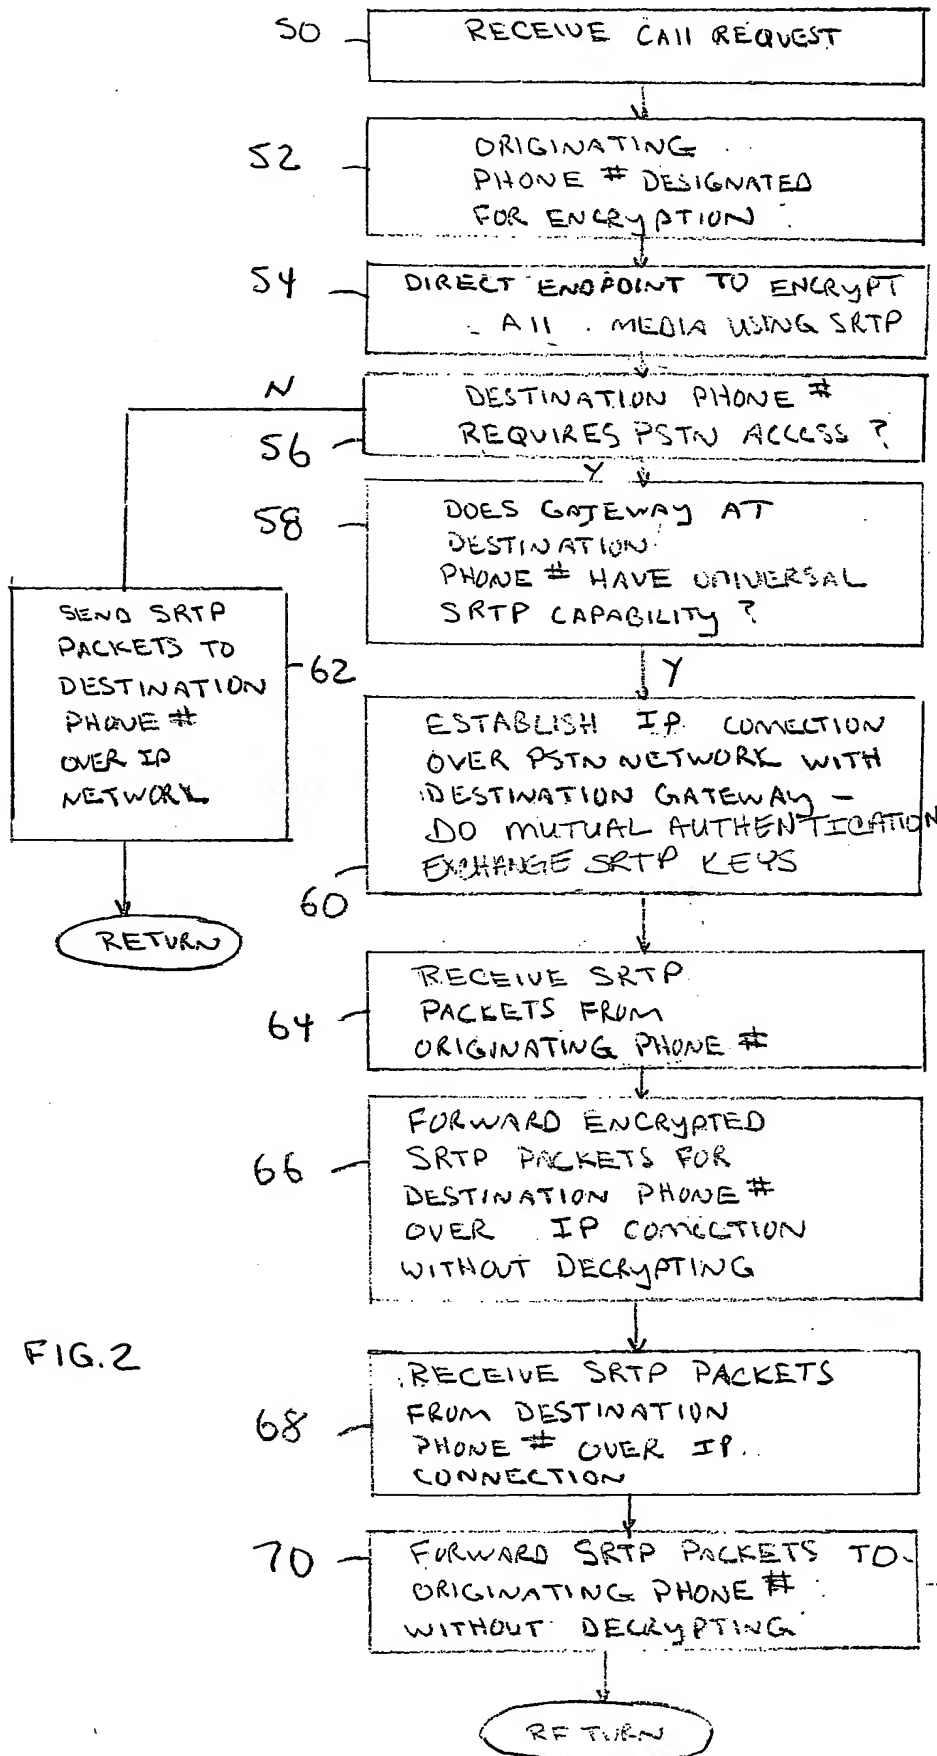 50
RECEIVE CAll REQUEST
52
ORIGINATING
PHONE # DESIGNATED
FOR ENCRYPTION
54
DIRECT ENDPOINT TO ENCRYPT
All MEDIA USING SRTP
N
56
DESTINATION PHONE #
REQUIRES PSTN ACCESS ?
Y
58
DOES GATEWAY AT
DESTINATION
PHONE # HAVE UNIVERSAL
SRTP CAPABILITY ?
Y
SEND SRTP
PACKETS TO
DESTINATION
PHONE #
OVER IP
NETWORK
62
RETURN
ESTABLISH IP CONNECTION
OVER PSTN NETWORK WITH
DESTINATION GATEWAY -
DO MUTUAL AUTHENTICATION
EXCHANGE SRTP KEYS
60
64
RECEIVE SRTP
PACKETS FROM
ORIGINATING PHONE #
66
FORWARD ENCRYPTED
SRTP PACKETS FOR
DESTINATION PHONE #
OVER IP CONNECTION
WITHOUT DECRYPTING
FIG.2
68
RECEIVE SRTP PACKETS
FROM DESTINATION
PHONE # OVER IP
CONNECTION
70
FORWARD SRTP PACKETS TO
ORIGINATING PHONE #
WITHOUT DECRYPTING
RETURN